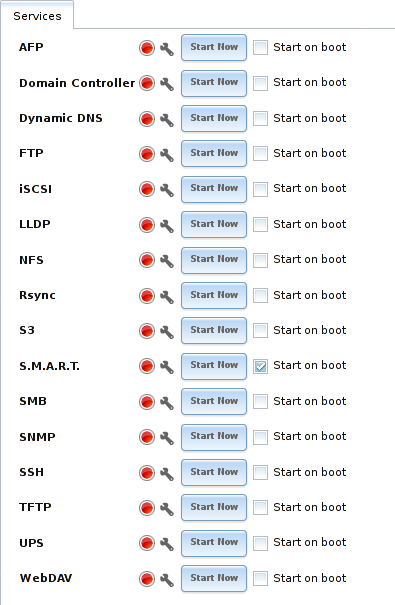 Services
AFP Start Now Start on boot
Domain Controller Start Now Start on boot
Dynamic DNS Start Now Start on boot
FTP Start Now Start on boot
iSCSI Start Now Start on boot
LLDP Start Now Start on boot
NFS Start Now Start on boot
Rsync Start Now Start on boot
S3 Start Now Start on boot
S.M.A.R.T. Start Now Start on boot
SMB Start Now Start on boot
SNMP Start Now Start on boot
SSH Start Now Start on boot
TFTP Start Now Start on boot
UPS Start Now Start on boot
WebDAV Start Now Start on boot